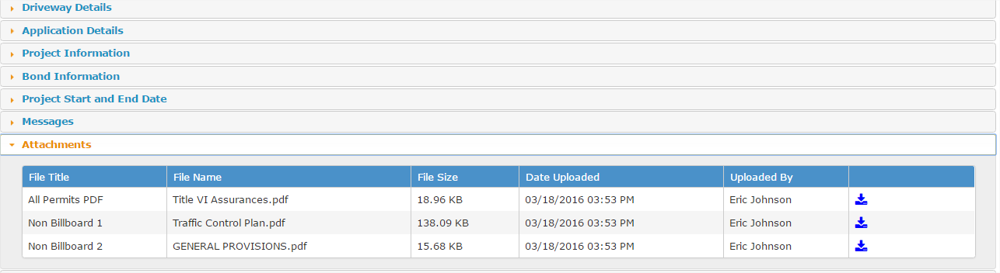 Driveway Details
Application Details
Project Information
Bond Information
Project Start and End Date
Messages
Attachments
File Title File Name File Size Date Uploaded Uploaded By
All Permits PDF Title VI Assurances.pdf 18.96 KB 03/18/2016 03:53 PM Eric Johnson
Non Billboard 1 Traffic Control Plan.pdf 138.09 KB 03/18/2016 03:53 PM Eric Johnson
Non Billboard 2 GENERAL PROVISIONS.pdf 15.68 KB 03/18/2016 03:53 PM Eric Johnson